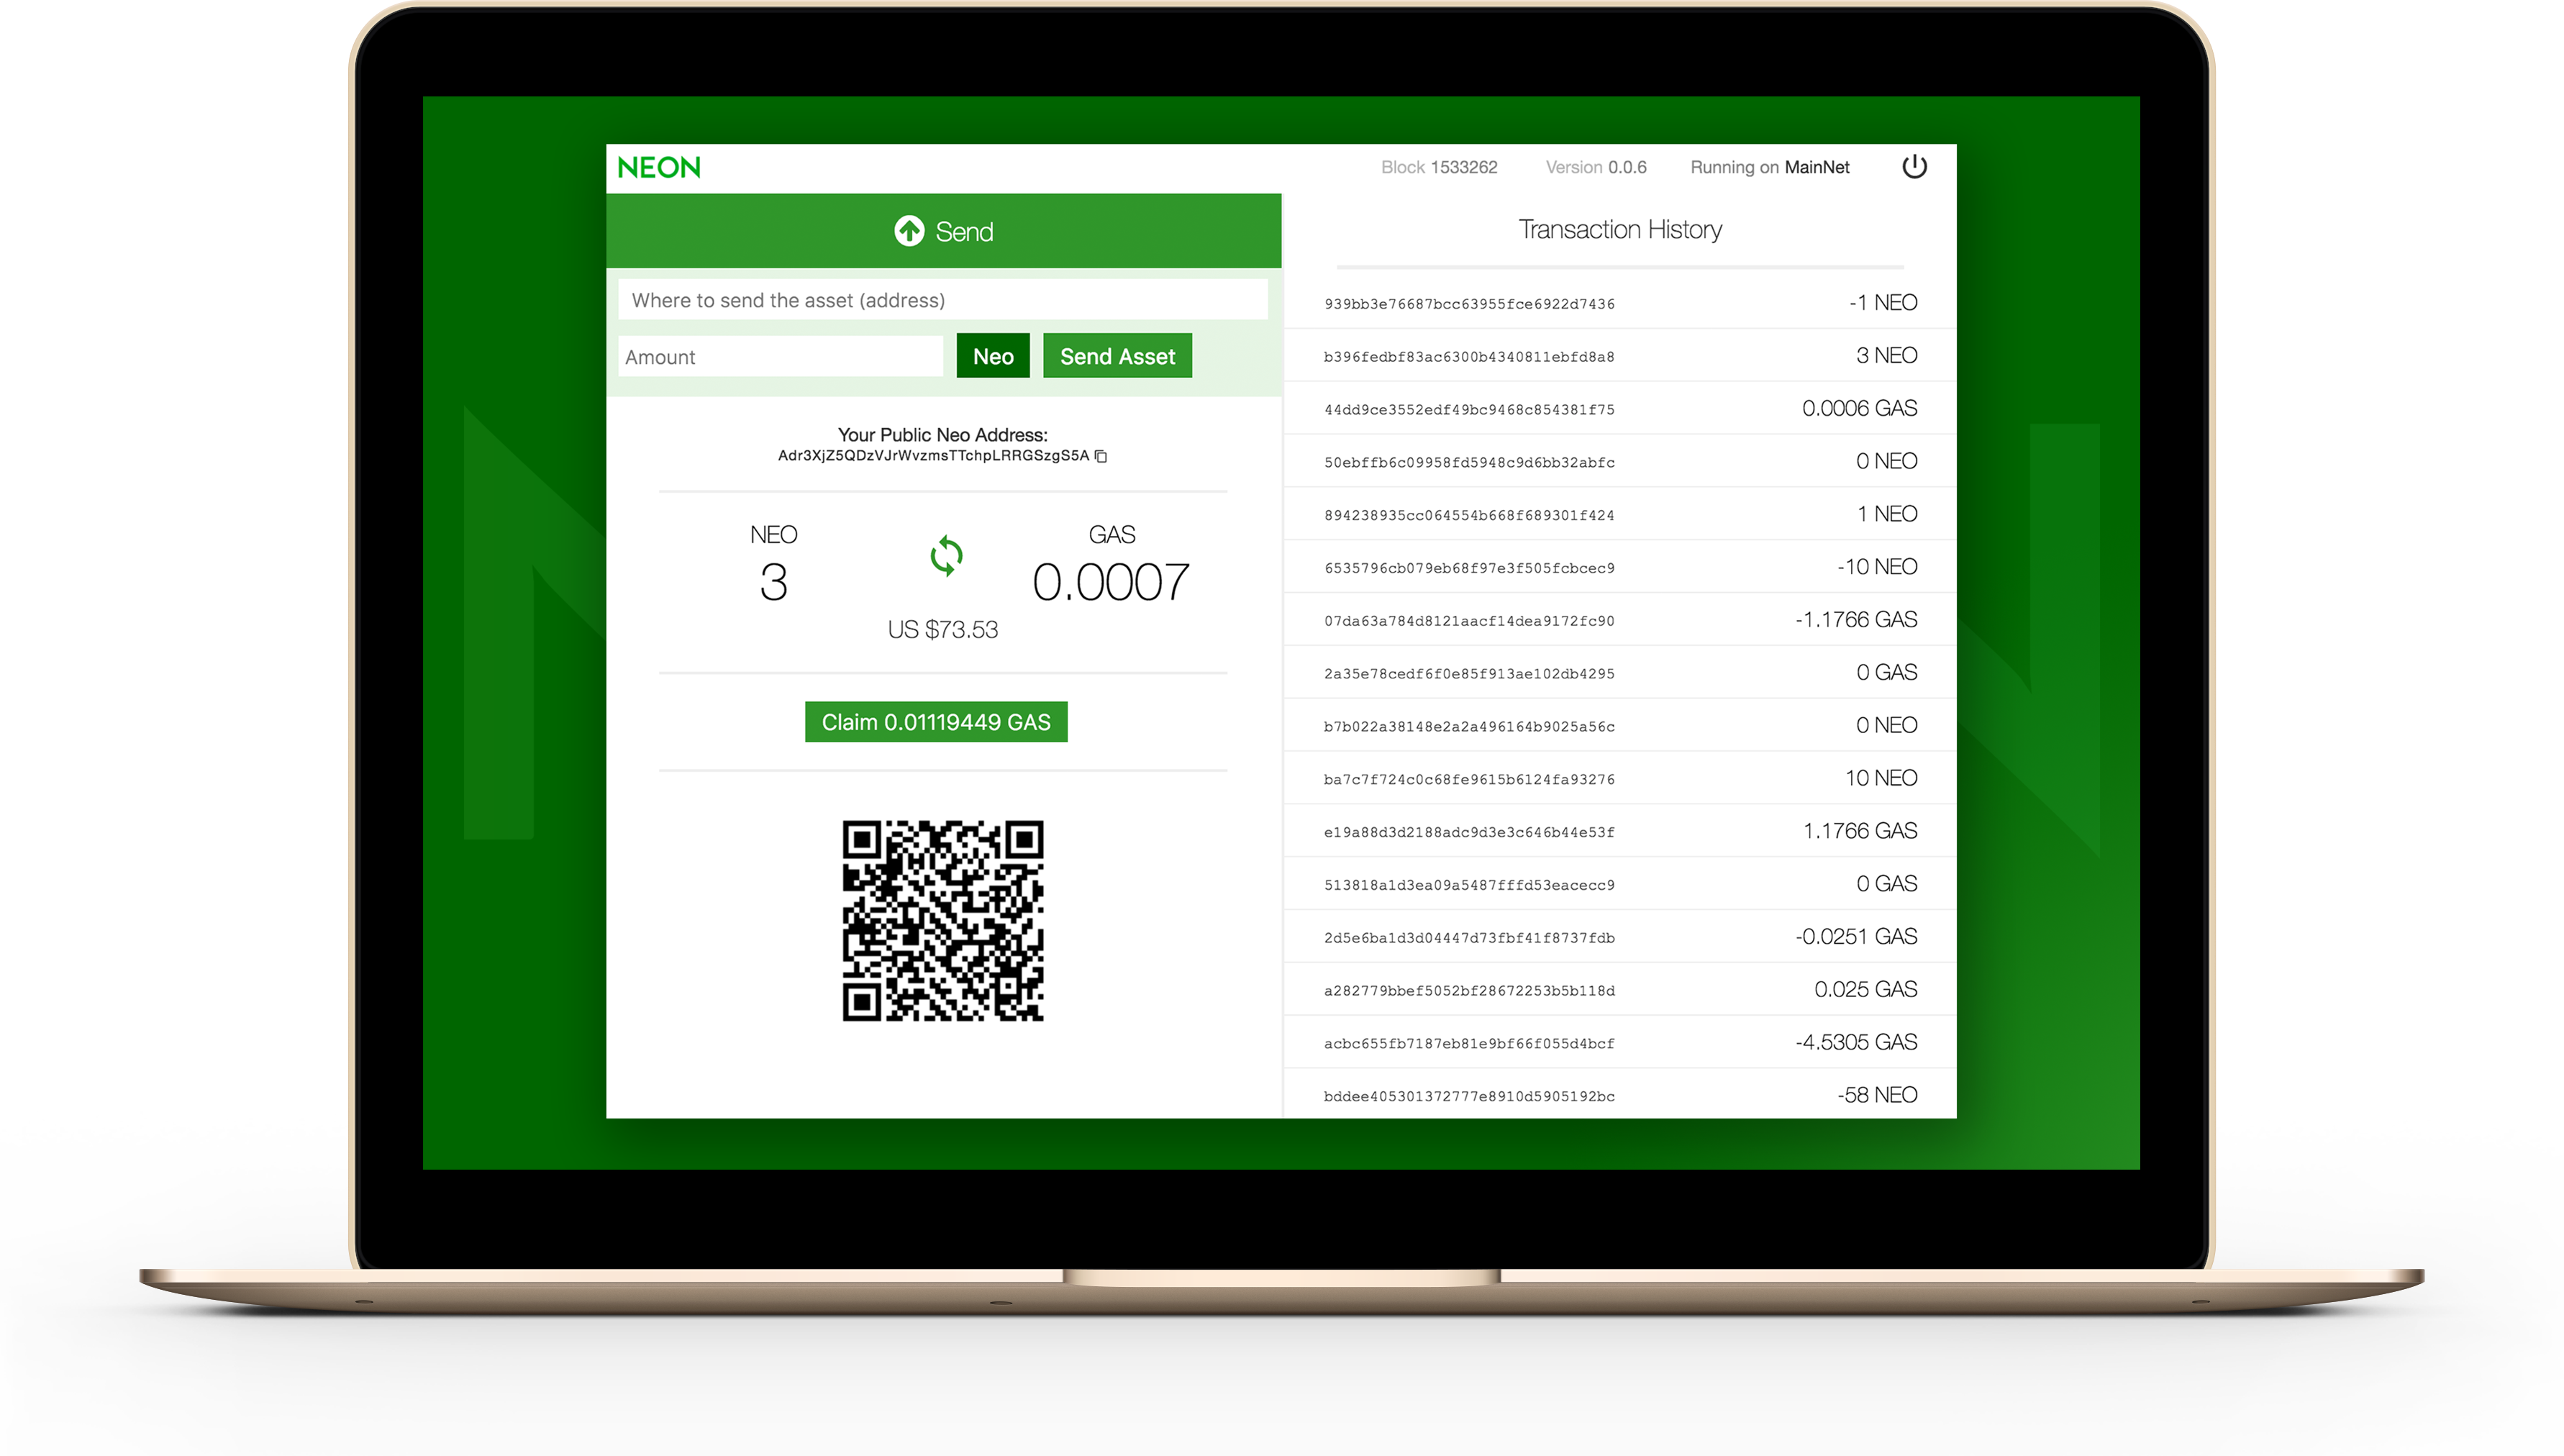 NEON
Block 1533262 Version 0.0.6 Running on MainNet
Send
Where to send the asset (address)
Amount Neo Send Asset
Your Public Neo Address:
Adr3XjZ5QDzVJrWvzmsTTchpLRRGSzgS5A
NEO GAS
3 0.0007
US $73.53
Claim 0.01119449 GAS
Transaction History
939bb3e76687bcc63955fce6922d7436 -1 NEO
b396fedbf83ac6300b4340811ebfd8a8 3 NEO
44dd9ce3552edf49bc9468c854381f75 0.0006 GAS
50ebffb6c09958fd5948c9d6bb32abfc 0 NEO
894238935cc064554b668f689301f424 1 NEO
6535796cb079eb68f97e3f505fcbcec9 -10 NEO
07da63a784d8121aacf14dea9172fc90 -1.1766 GAS
2a35e78cedf6f0e85f913ae102db4295 0 GAS
b7b022a38148e2a2a496164b9025a56c 0 NEO
ba7c7f724c0c68fe9615b6124fa93276 10 NEO
e19a88d3d2188adc9d3e3c646b44e53f 1.1766 GAS
513818a1d3ea09a5487fffd53eacecc9 0 GAS
2d5e6ba1d3d04447d73fbf41f8737fdb -0.0251 GAS
a282779bbef5052bf28672253b5b118d 0.025 GAS
acbc655fb7187eb81e9bf66f055d4bcf -4.5305 GAS
bddee405301372777e8910d5905192bc -58 NEO